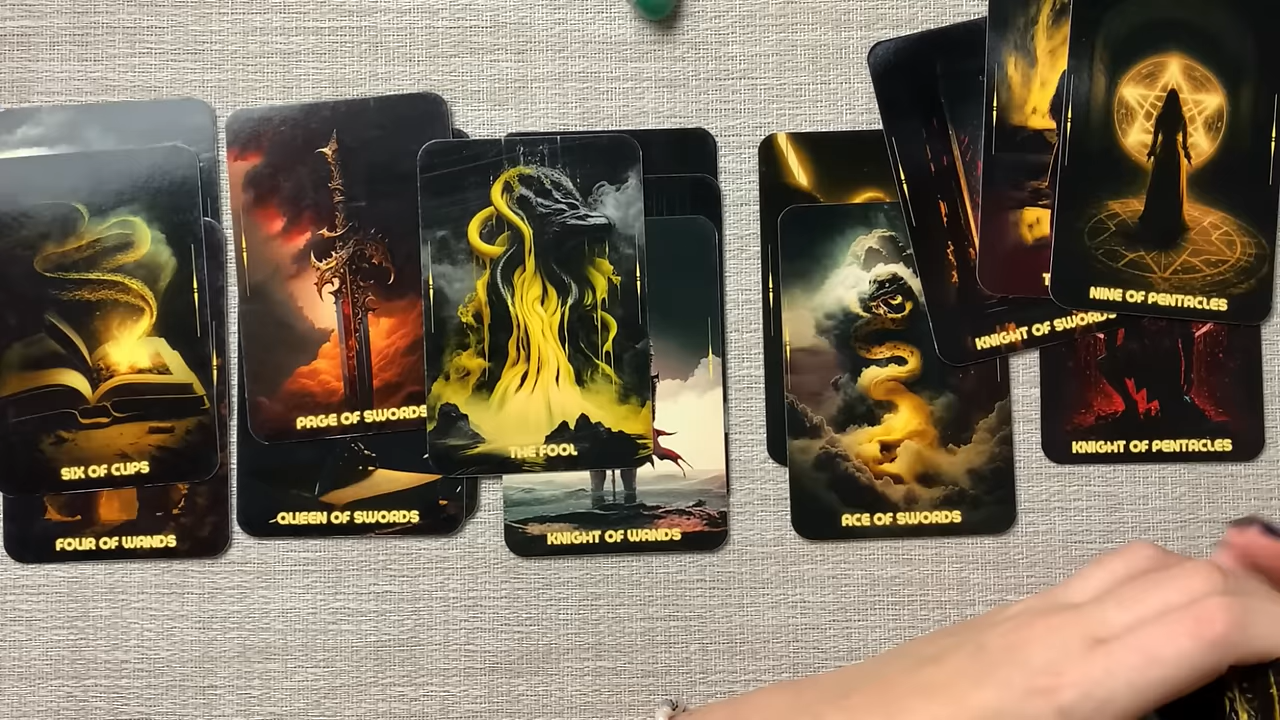 SIX OF CUPS
FOUR OF WANDS
PAGE OF SWORDS
QUEEN OF SWORDS
THE FOOL
KNIGHT OF WANDS
ACE OF SWORDS
KNIGHT OF SWORDS
T
NINE OF PENTACLES
KNIGHT OF PENTACLES